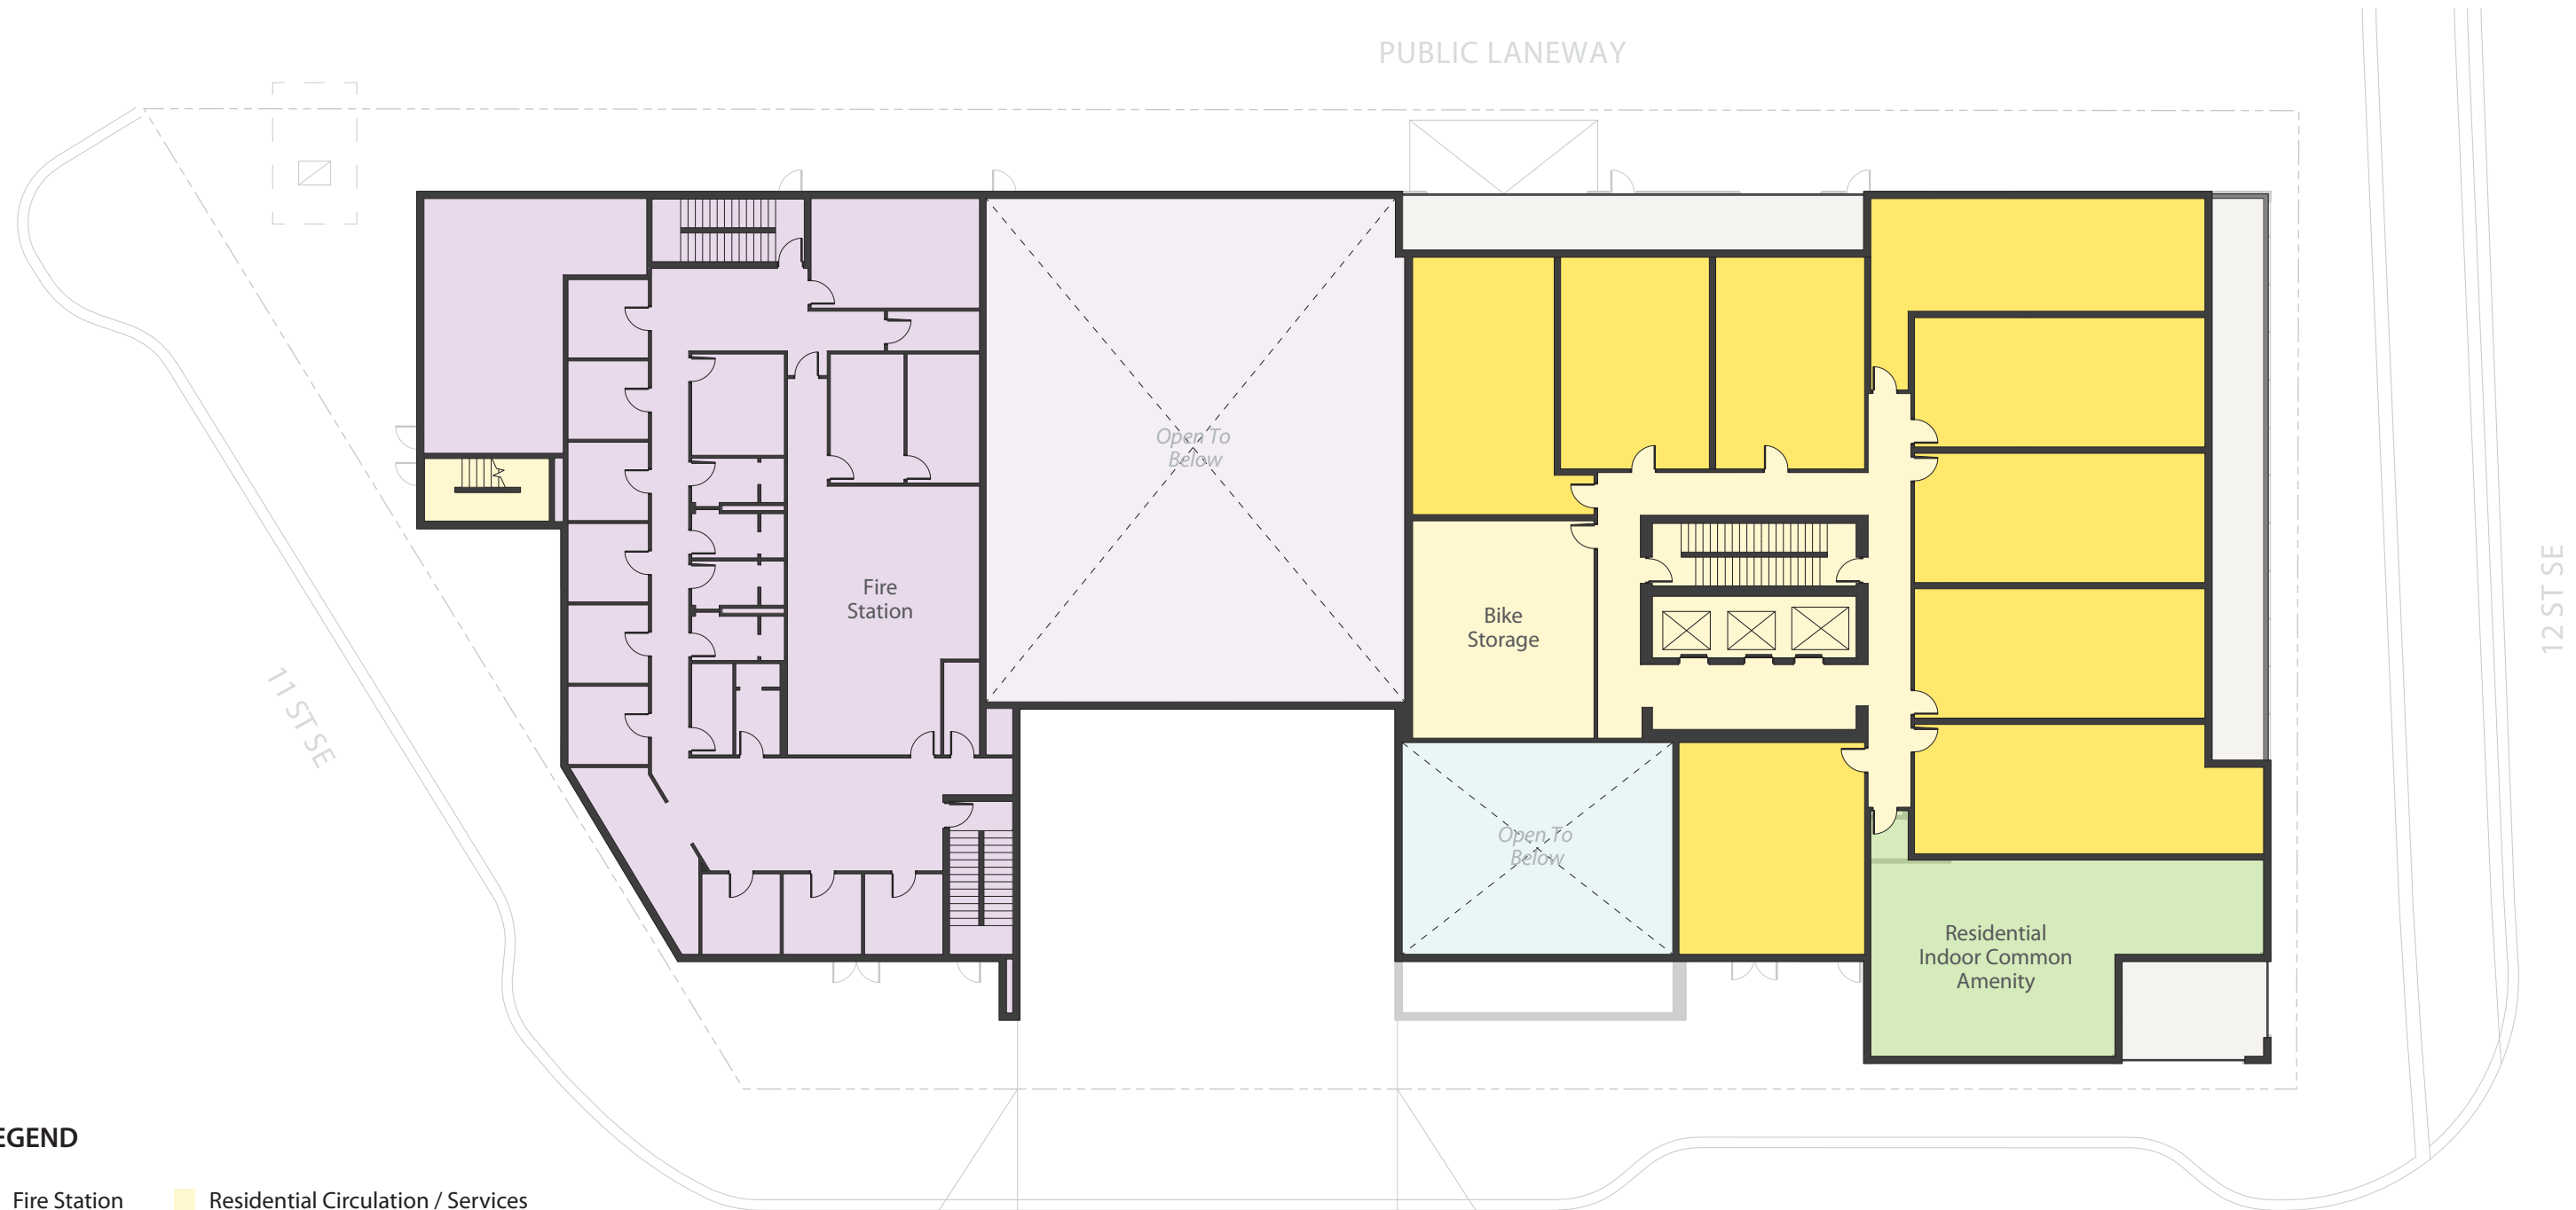 PUBLIC LANEWAY
Open To
Below
Fire
Station
Bike
Storage
11 ST SE
12 ST SE
Open To
Below
Residential
Indoor Common
Amenity
EGEND
Fire Station
Residential Circulation / Services